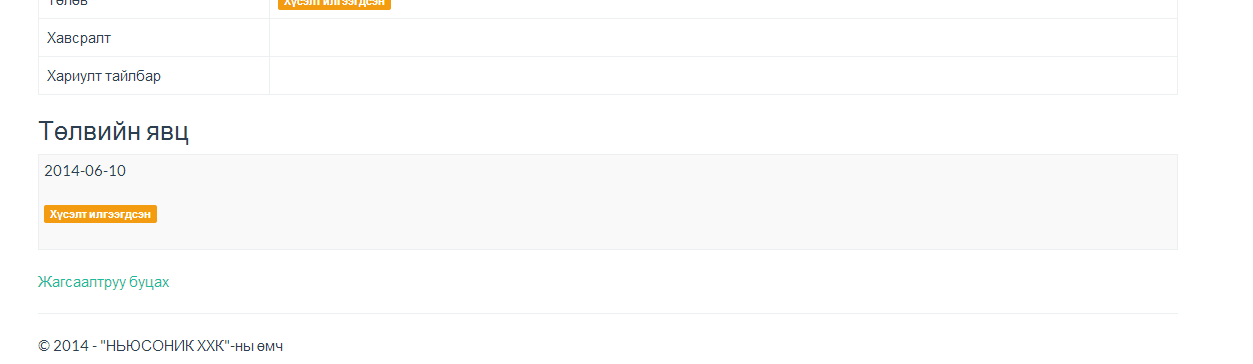 Төлөв Хүсэлт илгээгдсэн
Хавсралт
Хариулт тайлбар
Төлвийн явц
2014-06-10
Хүсэлт илгээгдсэн
Жагсаалтруу буцах
© 2014 - "НЬЮСОНИК ХХК"-ны өмч